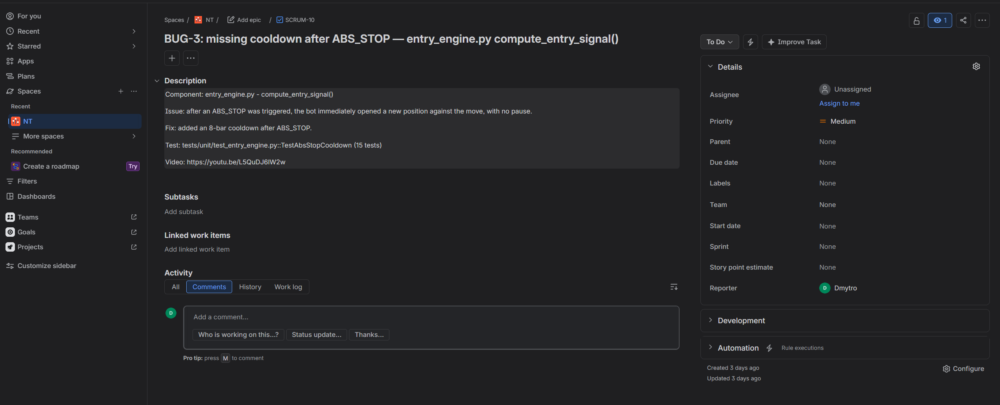 For you
Recent
Starred
Apps
Plans
Spaces
Recent
NT
More spaces
Recommended
Create a roadmap Try
Filters
Dashboards
Teams
Goals
Projects
Customize sidebar
Spaces / NT / Add epic / SCRUM-10
BUG-3: missing cooldown after ABS_STOP — entry_engine.py compute_entry_signal()
Description
Component: entry_engine.py - compute_entry_signal()
Issue: after an ABS_STOP was triggered, the bot immediately opened a new position against the move, with no pause.
Fix: added an 8-bar cooldown after ABS_STOP.
Test: tests/unit/test_entry_engine.py::TestAbsStopCooldown (15 tests)
Video: https://youtu.be/L5QuDJ6lW2w
Subtasks
Add subtask
Linked work items
Add linked work item
Activity
All Comments History Work log
D
Add a comment...
Who is working on this...? Status update... Thanks...
Pro tip: press M to comment
1
To Do Improve Task
Details
Assignee Unassigned
Assign to me
Priority Medium
Parent None
Due date None
Labels None
Team None
Start date None
Sprint None
Story point estimate None
Reporter D Dmytro
Development
Automation Rule executions
Created 3 days ago
Configure
Updated 3 days ago